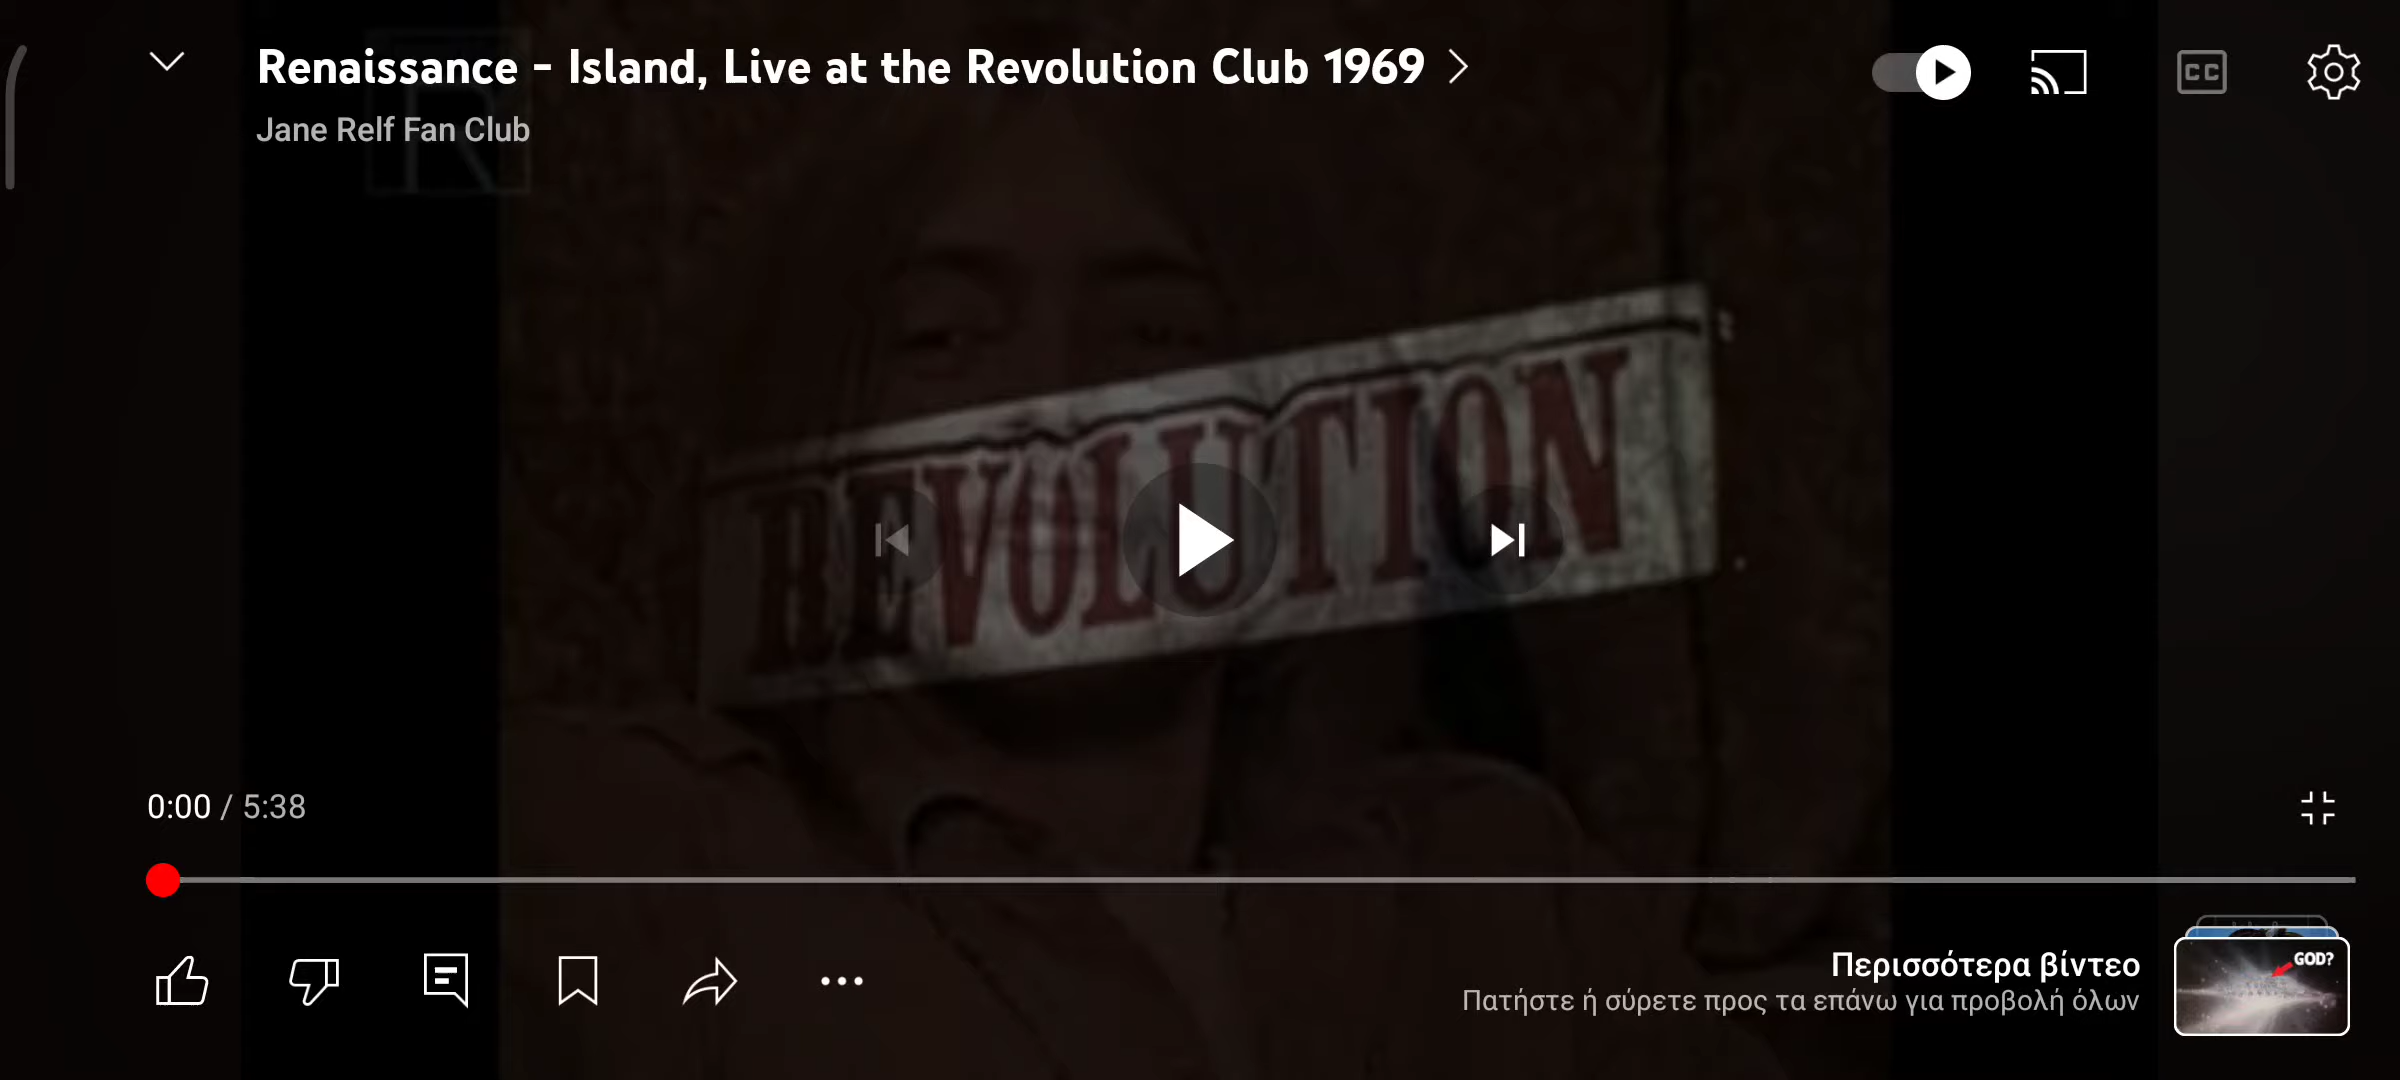 Renaissance - Island, Live at the Revolution Club 1969
Jane Relf Fan Club
CC
R
REVOLUTION
0:00 / 5:38
Περισσότερα βίντεο
Πατήστε ή σύρετε προς τα επάνω για προβολή όλων
GOD?